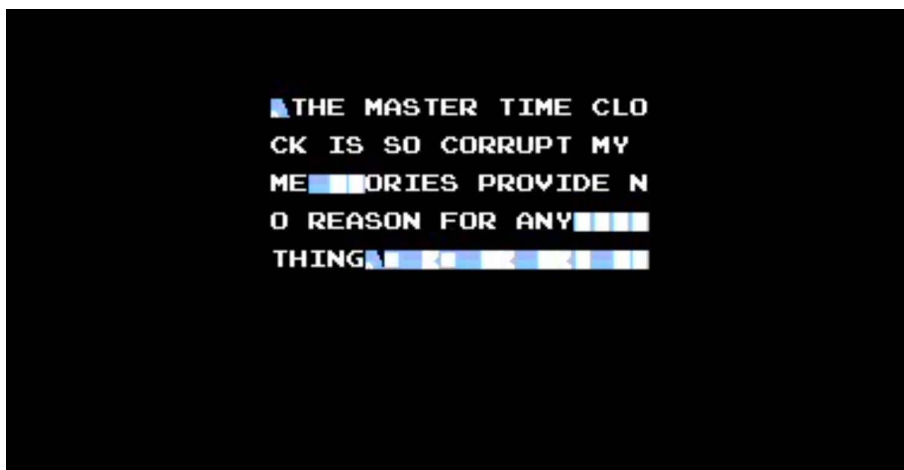 THE MASTER TIME CLO
CK IS SO CORRUPT MY
ME ORIES PROVIDE N
O REASON FOR ANY
THING